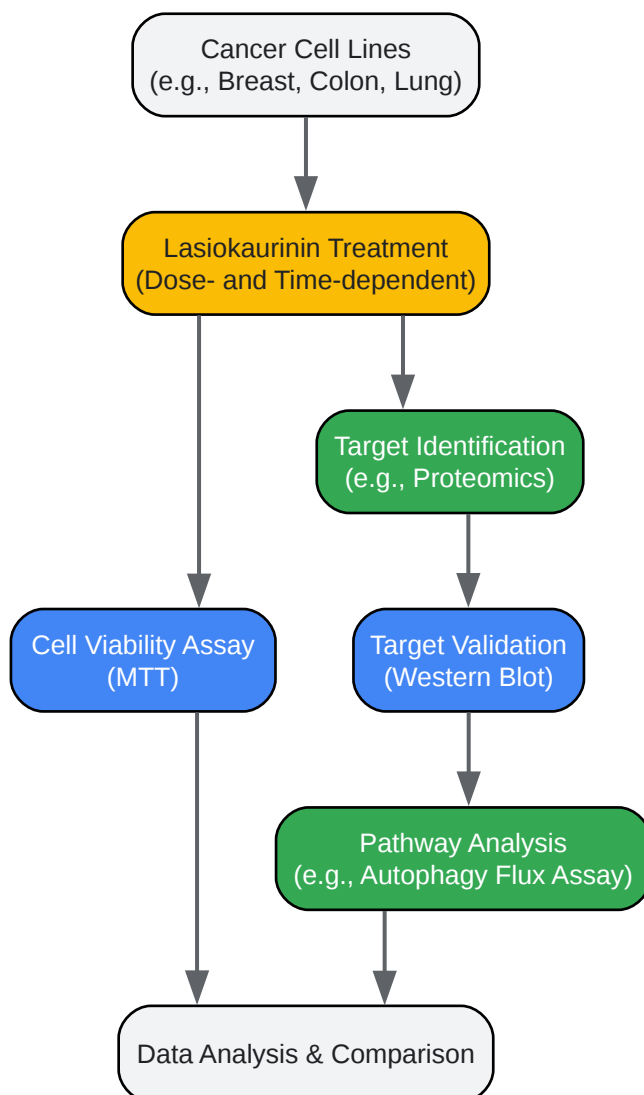 Cancer Cell Lines
(e.g., Breast, Colon, Lung)
Lasiokaurinin Treatment
(Dose- and Time-dependent)
Target Identification
(e.g., Proteomics)
Cell Viability Assay
(MTT)
Target Validation
(Western Blot)
Pathway Analysis
(e.g., Autophagy Flux Assay)
Data Analysis & Comparison